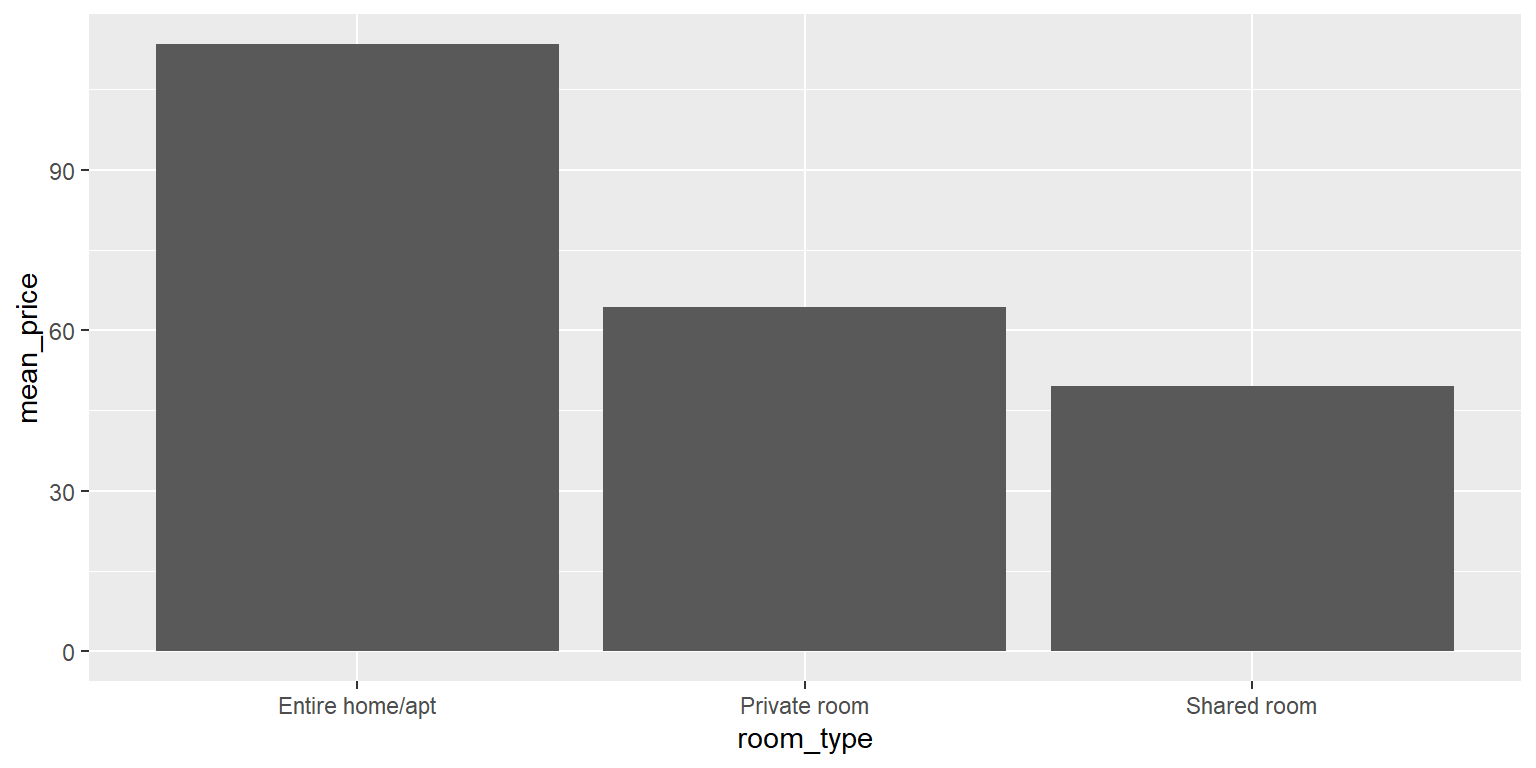 mean_price
90
60
30
0
Entire home/apt
Private room
Shared room
room_type